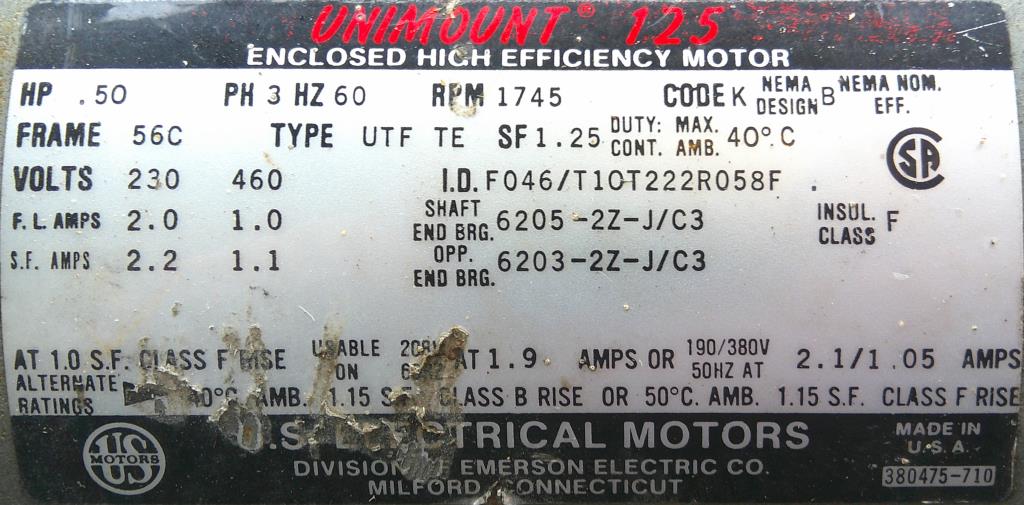 UNIMOUNT® 125
ENCLOSED HIGH EFFICIENCY MOTOR
HP .50 PH 3 HZ 60 RPM 1745 CODE K NEMA DESIGN B NEMA NOM. EFF.
FRAME 56C TYPE UTF TE SF 1.25 DUTY: CONT. MAX. AMB. 40°C
VOLTS 230 460 I.D. F046/T10T222R058F .
F.L. AMPS 2.0 1.0 SHAFT END BRG. 6205-2Z-J/C3 INSUL. CLASS F
S.F. AMPS 2.2 1.1 OPP. END BRG. 6203-2Z-J/C3
SA
AT 1.0 S.F. CLASS F RISE USABLE ON 208V AT 1.9 AMPS OR 190/380V 50HZ AT 2.1/1.05 AMPS
ALTERNATE RATINGS AMB. 1.15 S.F. CLASS B RISE OR 50°C. AMB. 1.15 S.F. CLASS F RISE
U.S. ELECTRICAL MOTORS
US MOTORS
DIVISION OF EMERSON ELECTRIC CO.
MILFORD, CONNECTICUT
MADE IN U.S.A.
380475-710